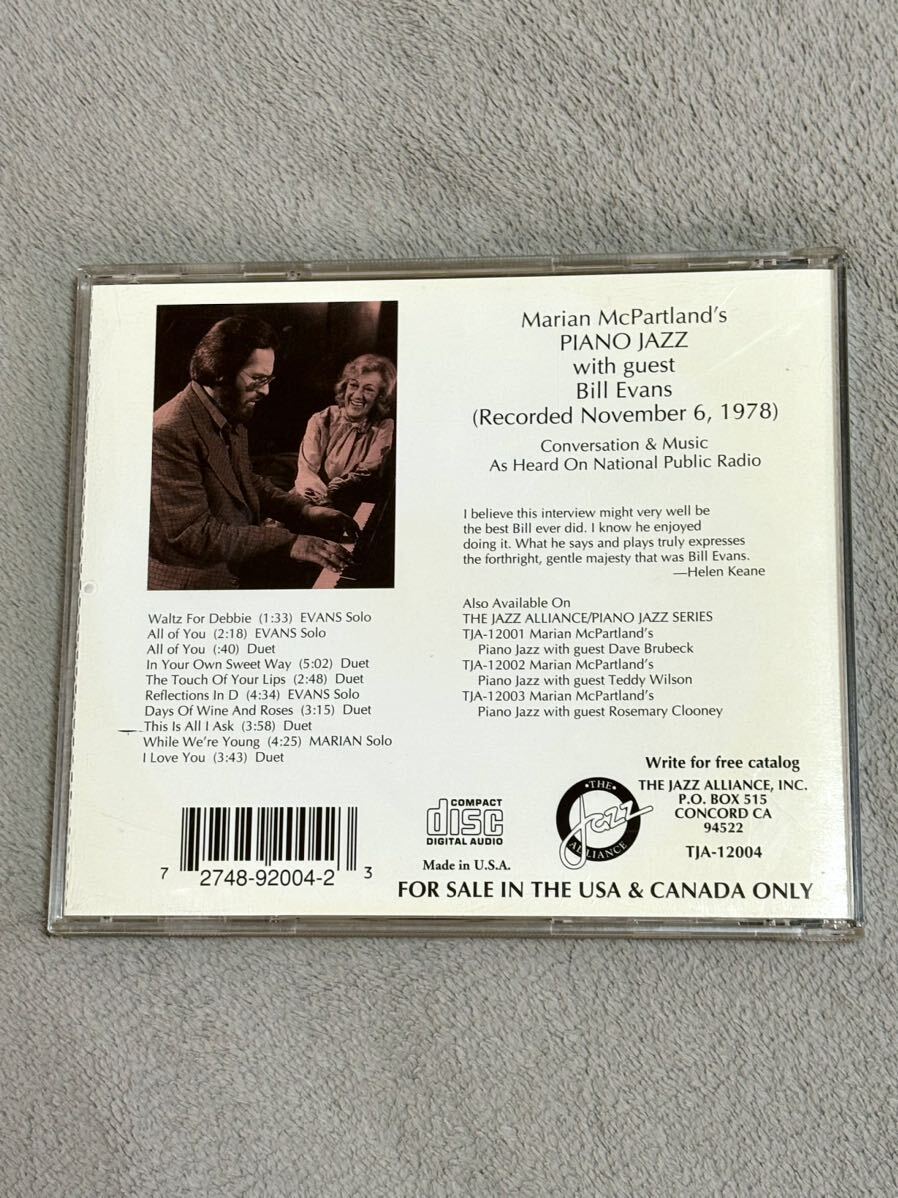 Marian McPartland's
PIANO JAZZ
with guest
Bill Evans
(Recorded November 6, 1978)
Conversation & Music
As Heard On National Public Radio
I believe this interview might very well be
the best Bill ever did. I know he enjoyed
doing it. What he says and plays truly expresses
the forthright, gentle majesty that was Bill Evans.
—Helen Keane
Waltz For Debbie (1:33) EVANS Solo
All of You (2:18) EVANS Solo
All of You (:40) Duet
In Your Own Sweet Way (5:02) Duet
The Touch Of Your Lips (2:48) Duet
Reflections In D (4:34) EVANS Solo
Days Of Wine And Roses (3:15) Duet
This Is All I Ask (3:58) Duet
While We're Young (4:25) MARIAN Solo
I Love You (3:43) Duet
Also Available On
THE JAZZ ALLIANCE/PIANO JAZZ SERIES
TJA-12001 Marian McPartland's
Piano Jazz with guest Dave Brubeck
TJA-12002 Marian McPartland's
Piano Jazz with guest Teddy Wilson
TJA-12003 Marian McPartland's
Piano Jazz with guest Rosemary Clooney
7 2748-92004-2 3
COMPACT
disc
DIGITAL AUDIO
Made in U.S.A.
•THE•
Jazz
ALLIANCE
Write for free catalog
THE JAZZ ALLIANCE, INC.
P.O. BOX 515
CONCORD CA
94522
TJA-12004
FOR SALE IN THE USA & CANADA ONLY